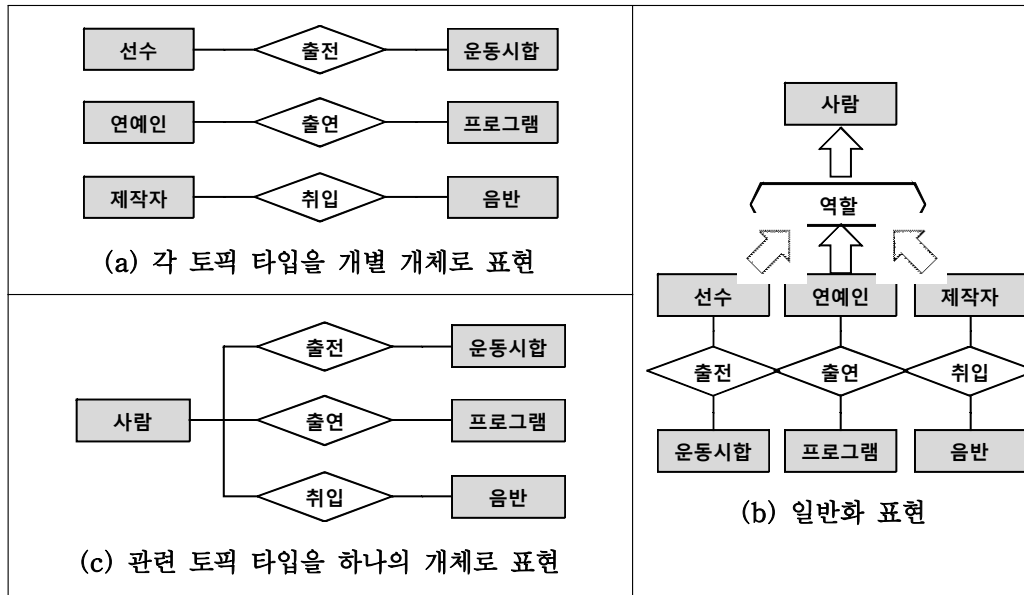 선수 출전 운동시합
연예인 출연 프로그램
제작자 취입 음반
(a) 각 토픽 타입을 개별 개체로 표현
출전 운동시합
사람 출연 프로그램
취입 음반
(c) 관련 토픽 타입을 하나의 개체로 표현
사람
역할
선수 연예인 제작자
출전 출연 취입
운동시합 프로그램 음반
(b) 일반화 표현